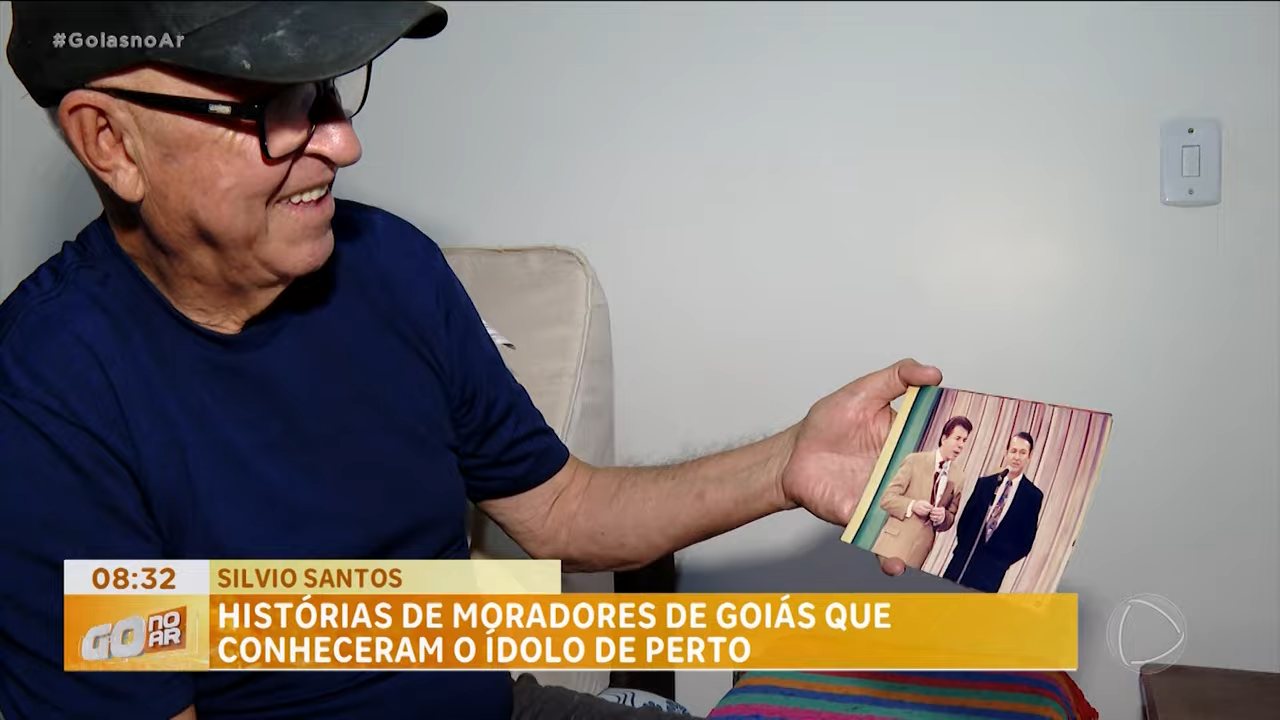 #GoiasnoAr
08:32
SILVIO SANTOS
GO NO AR
HISTÓRIAS DE MORADORES DE GOIÁS QUE
CONHECERAM O ÍDOLO DE PERTO